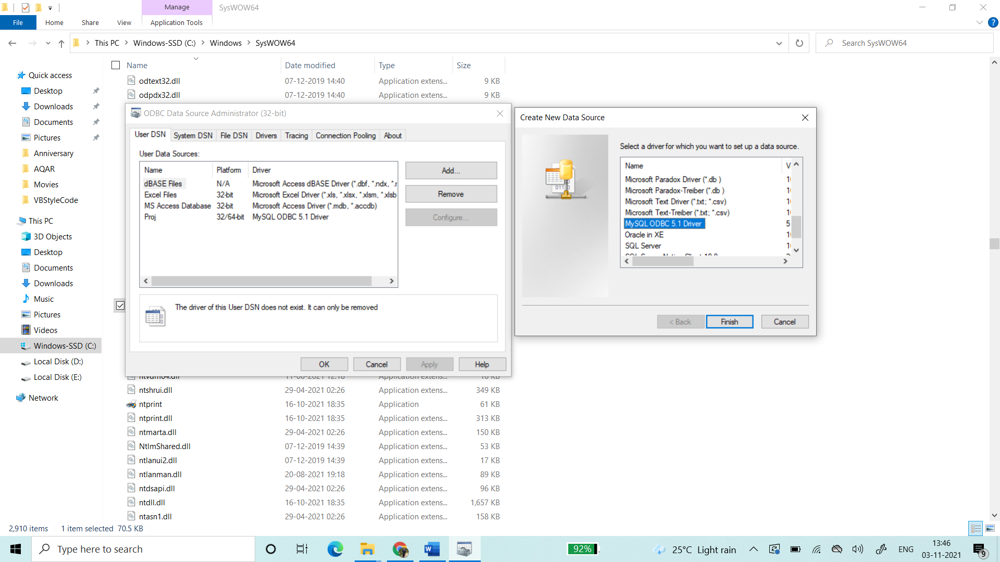 Manage
SysWOW64
File
Home
Share
View
Application Tools
?
This PC
Windows-SSD (C:)
Windows
SysWOW64
Search SysWOW64
Name
Date modified
Type
Size
odtext32.dll 07-12-2019 14:40 Application extens... 9 KB
odpdx32.dll 07-12-2019 14:40 Application extens... 9 KB
Quick access
Desktop
Downloads
Documents
Pictures
Anniversary
AQAR
Movies
VBStyleCode
This PC
3D Objects
Desktop
Documents
Downloads
Music
Pictures
Videos
Windows-SSD (C:)
Local Disk (D:)
Local Disk (E:)
Network
ODBC Data Source Administrator (32-bit)
User DSN
System DSN
File DSN
Drivers
Tracing
Connection Pooling
About
User Data Sources:
Name Platform Driver
dBASE Files N/A Microsoft Access dBASE Driver (*.dbf, *.ndx, *.r
Excel Files 32-bit Microsoft Excel Driver (*.xls, *.xlsx, *.xlsm, *.xlsb
MS Access Database 32-bit Microsoft Access Driver (*.mdb, *.accdb)
Proj 32/64-bit MySQL ODBC 5.1 Driver
Add...
Remove
Configure...
The driver of this User DSN does not exist. It can only be removed
OK
Cancel
Apply
Help
Create New Data Source
Select a driver for which you want to set up a data source.
Name V
Microsoft Paradox Driver (*.db ) 1
Microsoft Paradox-Treiber (*.db ) 1
Microsoft Text Driver (*.txt; *.csv) 1
Microsoft Text-Treiber (*.txt; *.csv) 1
MySQL ODBC 5.1 Driver 5
Oracle in XE 1
SQL Server 1
< Back
Finish
Cancel
ntshrui.dll 29-04-2021 02:26 Application extens... 349 KB
ntprint 16-10-2021 18:35 Application 61 KB
ntprint.dll 16-10-2021 18:35 Application extens... 313 KB
ntmarta.dll 29-04-2021 02:26 Application extens... 150 KB
NtlmShared.dll 07-12-2019 14:39 Application extens... 53 KB
ntlanui2.dll 07-12-2019 14:39 Application extens... 17 KB
ntlanman.dll 20-08-2021 19:18 Application extens... 89 KB
ntdsapi.dll 29-04-2021 02:26 Application extens... 96 KB
ntdll.dll 16-10-2021 18:35 Application extens... 1,657 KB
ntasn1.dll 29-04-2021 02:26 Application extens... 158 KB
2,910 items
1 item selected 70.5 KB
Type here to search
92%
25°C Light rain
ENG
13:46
03-11-2021
9